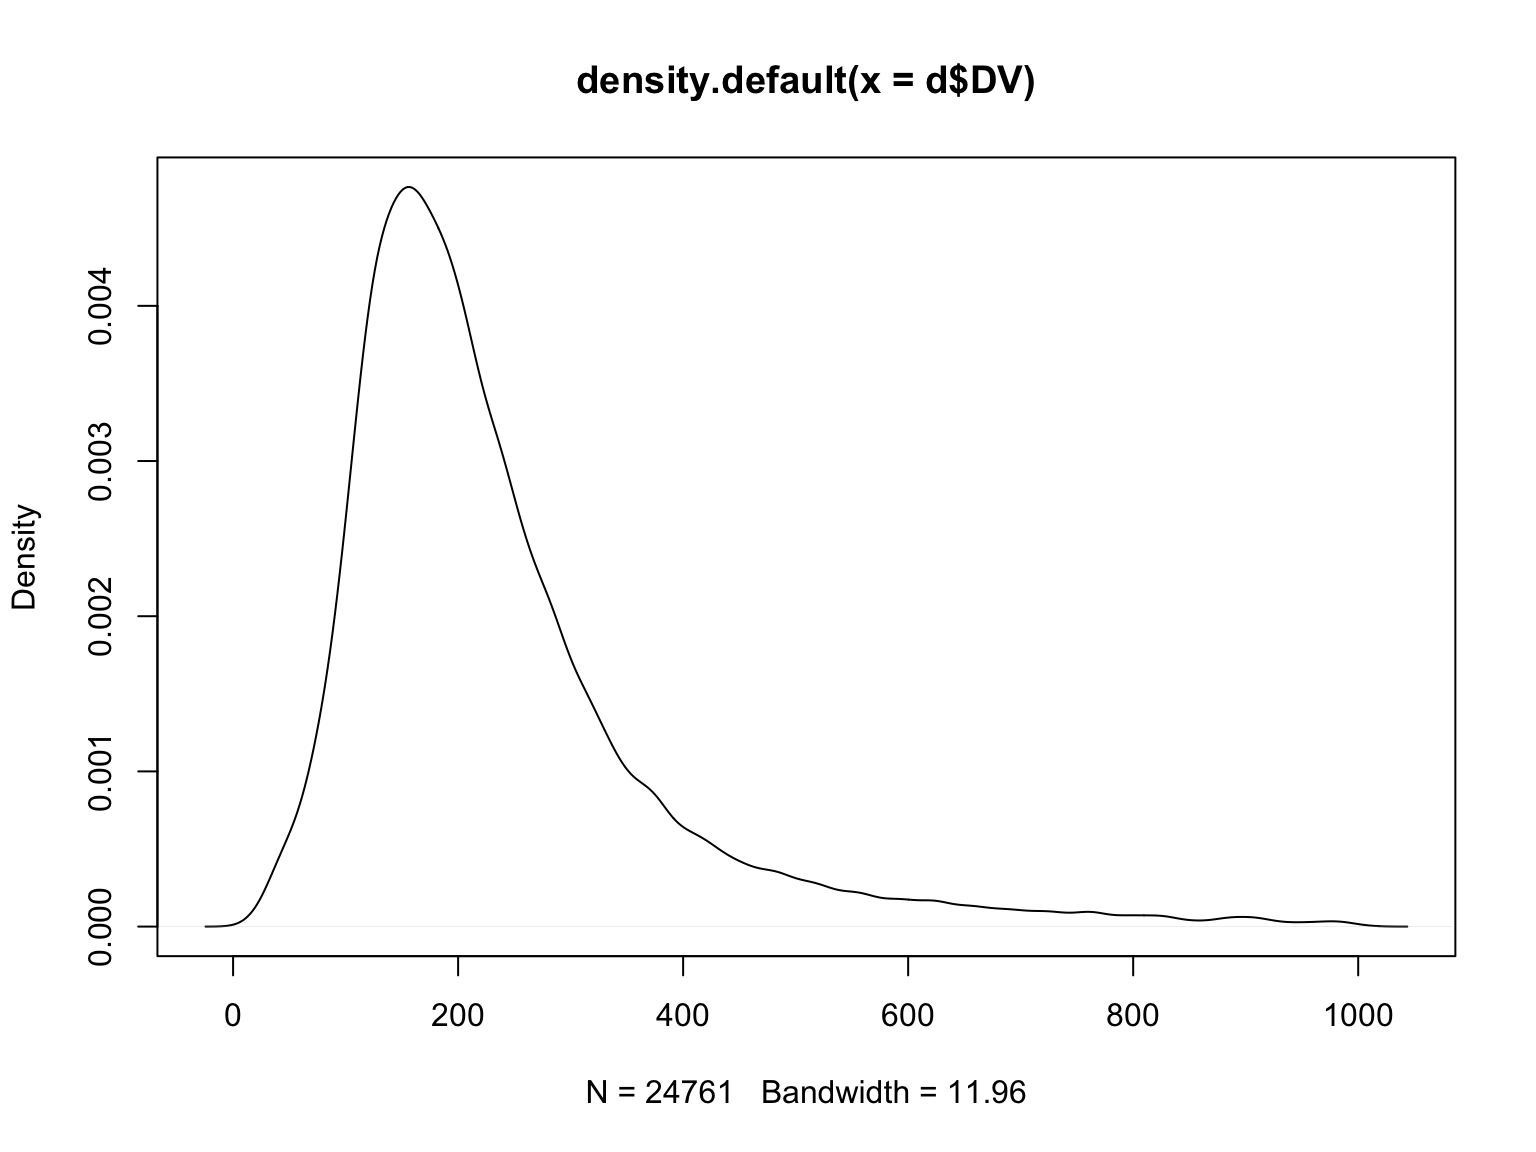 density.default(x = d$DV)
Density
0.004
0.003
0.002
0.001
0.000
0 200 400 600 800 1000
N = 24761 Bandwidth = 11.96